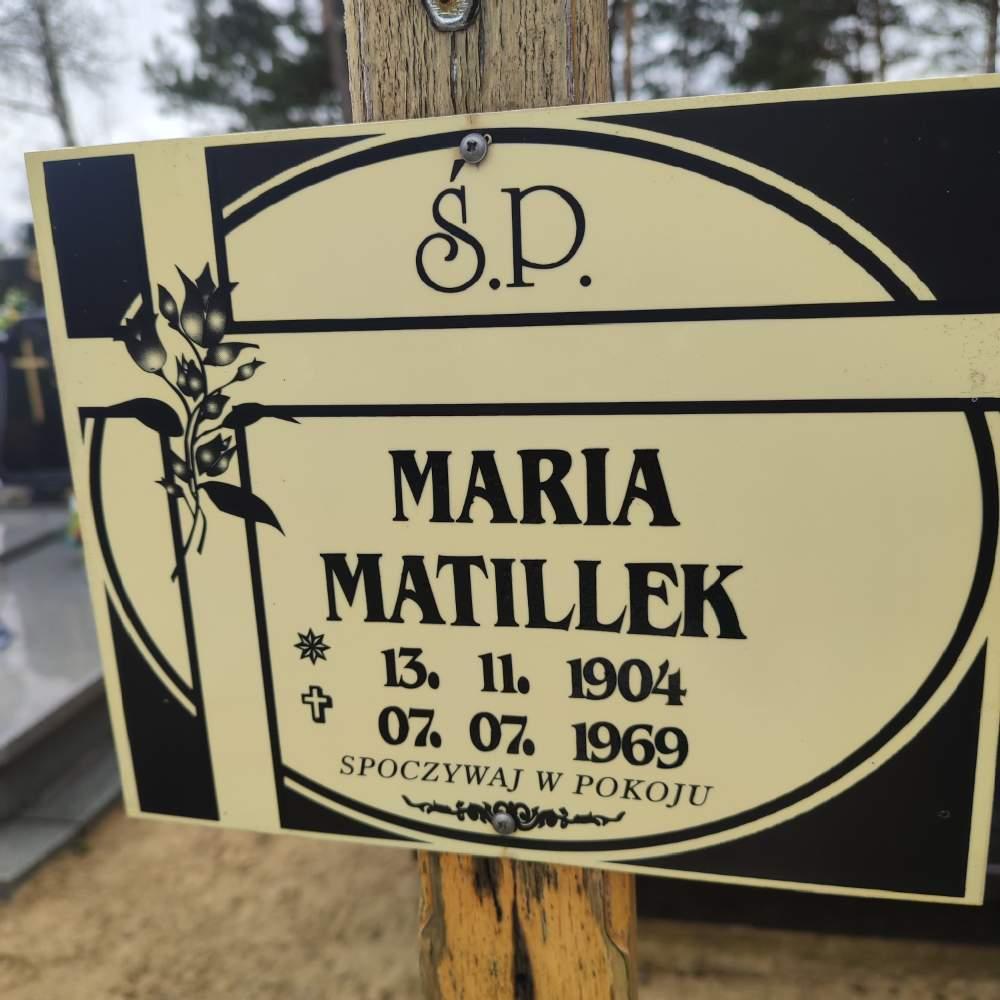 Ś.P.
MARIA
MATILLEK
13. 11. 1904
07. 07. 1969
SPOCZYWAJ W POKOJU